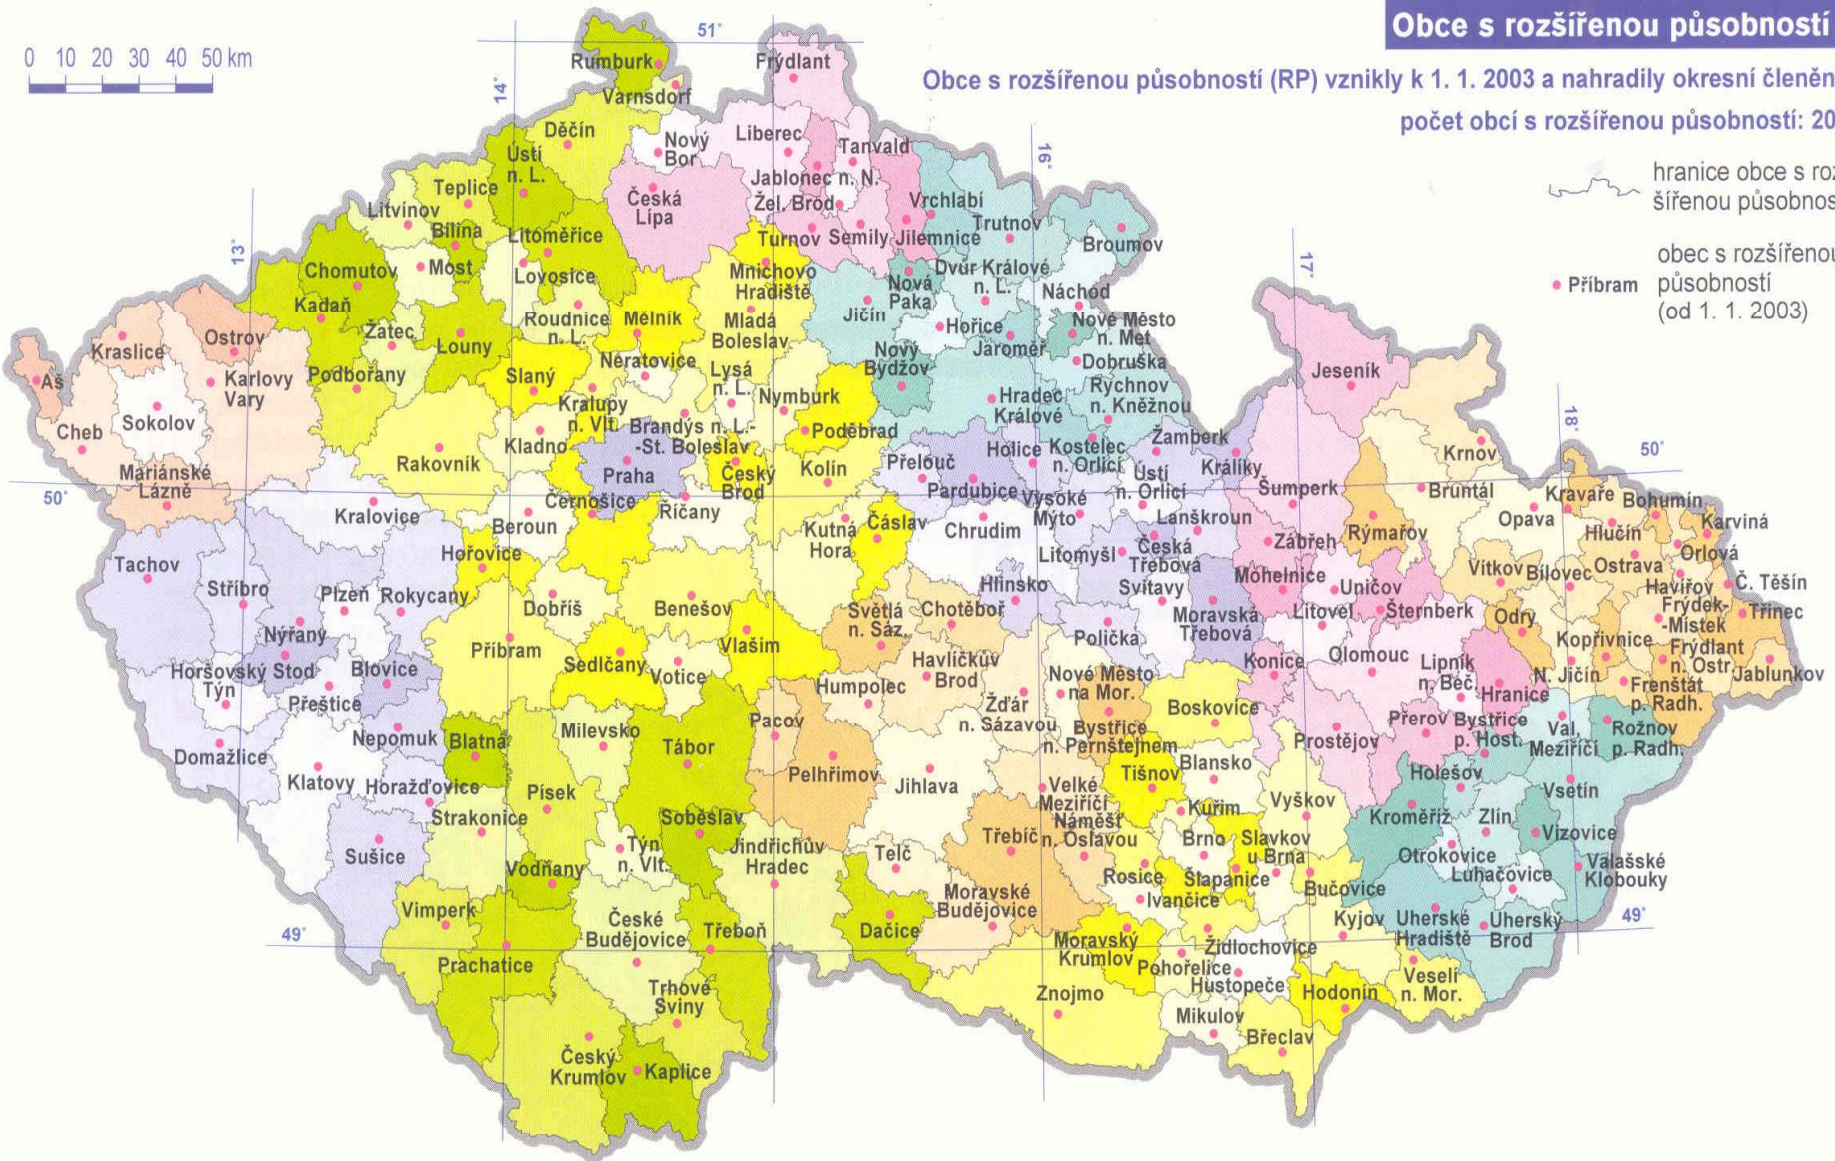 Obce s rozšířenou působností
Obce s rozšířenou působností (RP) vznikly k 1. 1. 2003 a nahradily okresní členěn
počet obcí s rozšířenou působností: 20
hranice obce s roz
šířenou působnos
obec s rozšířenou
Příbram působností
(od 1. 1. 2003)
0 10 20 30 40 50 km
51°
14°
16°
13°
17°
18°
50°
50°
49°
49°
Rumburk
Varnsdorf
Frýdlant
Děčín
Nový
Bor
Liberec
Tanvald
Ústí
n. L.
Jablonec n. N.
Teplice
Česká
Lípa
Žel. Brod
Vrchlabí
Litvínov
Bílina
Litoměřice
Turnov
Semily
Jilemnice
Trutnov
Broumov
Chomutov
Most
Lovosice
Mnichovo
Hradiště
Nová
Paka
Dvůr Králové
n. L.
Náchod
Kadaň
Roudnice
n. L.
Mělník
Mladá
Boleslav
Jičín
Hořice
Jaroměř
Nové Město
n. Met
Kraslice
Ostrov
Žatec
Louny
Neratovice
Lysá
n. L.
Nový
Bydžov
Dobruška
Aš
Karlovy
Vary
Podbořany
Slaný
Nymburk
Hradec
Králové
Rychnov
n. Kněžnou
Jeseník
Sokolov
Kralupy
n. Vlt.
Brandýs n. L.-
-St. Boleslav
Poděbrad
Cheb
Kladno
Holice
Kostelec
n. Orlicí
Žamberk
Krnov
Mariánské
Lázně
Rakovník
Praha
Český
Brod
Kolín
Přelouč
Pardubice
Ústí
n. Orlicí
Králíky
Šumperk
Bruntál
Kralovice
Beroun
Černošice
Říčany
Vysoké
Mýto
Opava
Kravaře
Bohumín
Kutná
Hora
Čáslav
Chrudim
Lanškroun
Rýmařov
Hlučín
Karviná
Tachov
Hořovice
Litomyšl
Česká
Třebová
Zábřeh
Orlová
Stříbro
Plzeň
Rokycany
Dobříš
Benešov
Hlinsko
Svitavy
Mohelnice
Uničov
Vítkov
Bílovec
Ostrava
Havířov
Č. Těšín
Světlá
n. Sáz.
Chotěboř
Moravská
Třebová
Litovel
Šternberk
Frýdek-
-Místek
Třinec
Nýřany
Příbram
Vlašim
Polička
Odry
Kopřivnice
Horšovský
Týn
Stod
Blovice
Sedlčany
Votice
Havlíčkův
Brod
Konice
Olomouc
Lipník
n. Beč.
Hranice
N. Jičín
Frýdlant
n. Ostr.
Jablunkov
Přeštice
Humpolec
Nové Město
na Mor.
Frenštát
p. Radh.
Nepomuk
Blatná
Milevsko
Tábor
Pacov
Žďár
n. Sázavou
Bystřice
n. Pernštejnem
Boskovice
Prostějov
Přerov
Bystřice
p. Host.
Val.
Meziříčí
Rožnov
p. Radh.
Domažlice
Klatovy
Horažďovice
Písek
Pelhřimov
Jihlava
Tišnov
Blansko
Holešov
Vsetín
Strakonice
Soběslav
Velké
Meziříčí
Kuřim
Vyškov
Kroměříž
Zlín
Vizovice
Sušice
Týn
n. Vlt.
Jindřichův
Hradec
Telč
Třebíč
Náměšť
n. Oslavou
Brno
Slavkov
u Brna
Otrokovice
Vodňany
Rosice
Šlapanice
Bučovice
Luhačovice
Valašské
Klobouky
Vimperk
České
Budějovice
Třeboň
Dačice
Moravské
Budějovice
Ivančice
Kyjov
Uherské
Hradiště
Uherský
Brod
Prachatice
Moravský
Krumlov
Židlochovice
Pohořelice
Hustopeče
Veselí
n. Mor.
Trhové
Sviny
Znojmo
Hodonín
Mikulov
Břeclav
Český
Krumlov
Kaplice